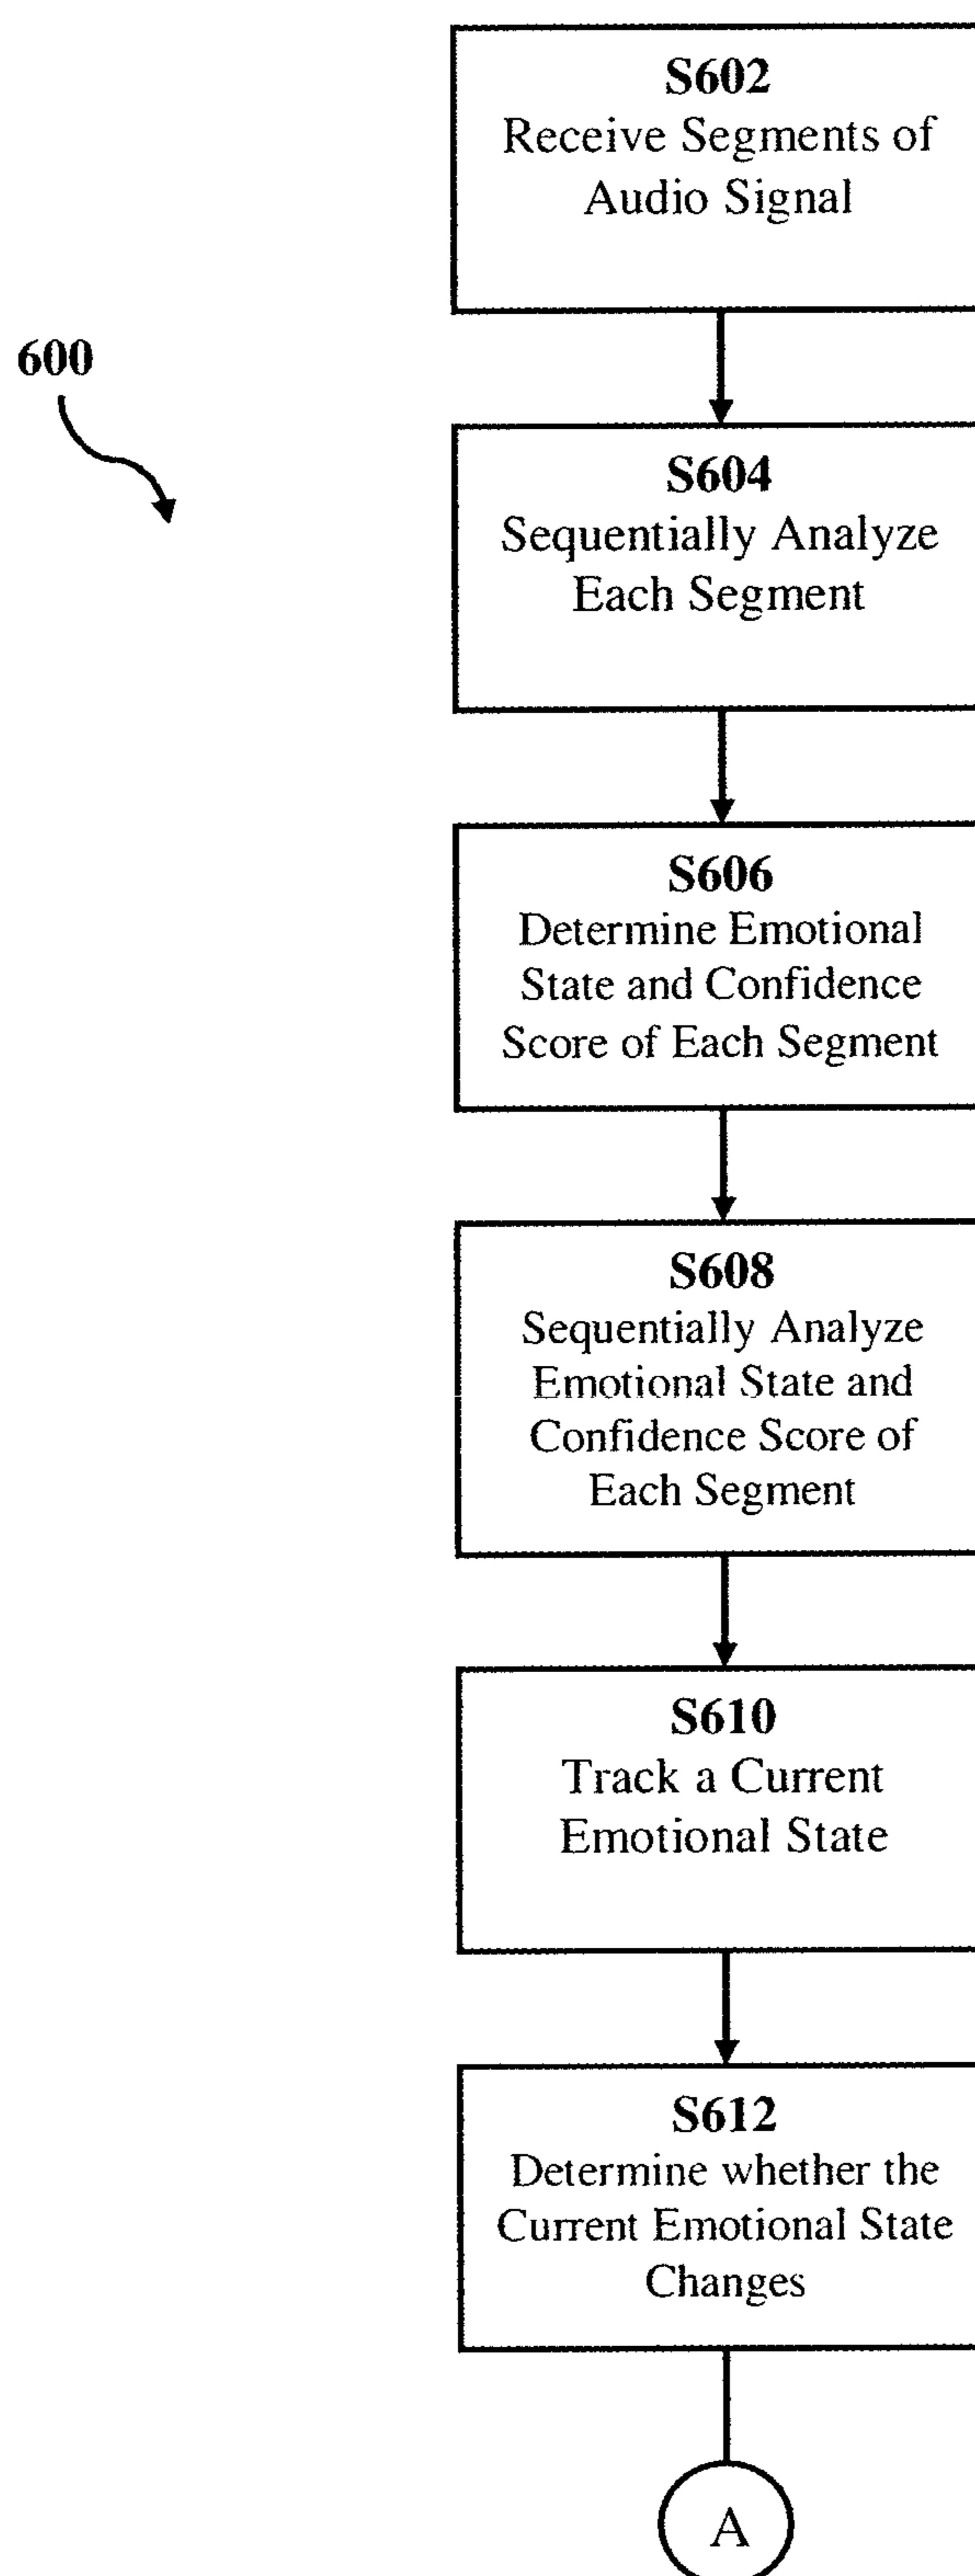 S602
Receive Segments of
Audio Signal
600
S604
Sequentially Analyze
Each Segment
S606
Determine Emotional
State and Confidence
Score of Each Segment
S608
Sequentially Analyze
Emotional State and
Confidence Score of
Each Segment
S610
Track a Current
Emotional State
S612
Determine whether the
Current Emotional State
Changes
A